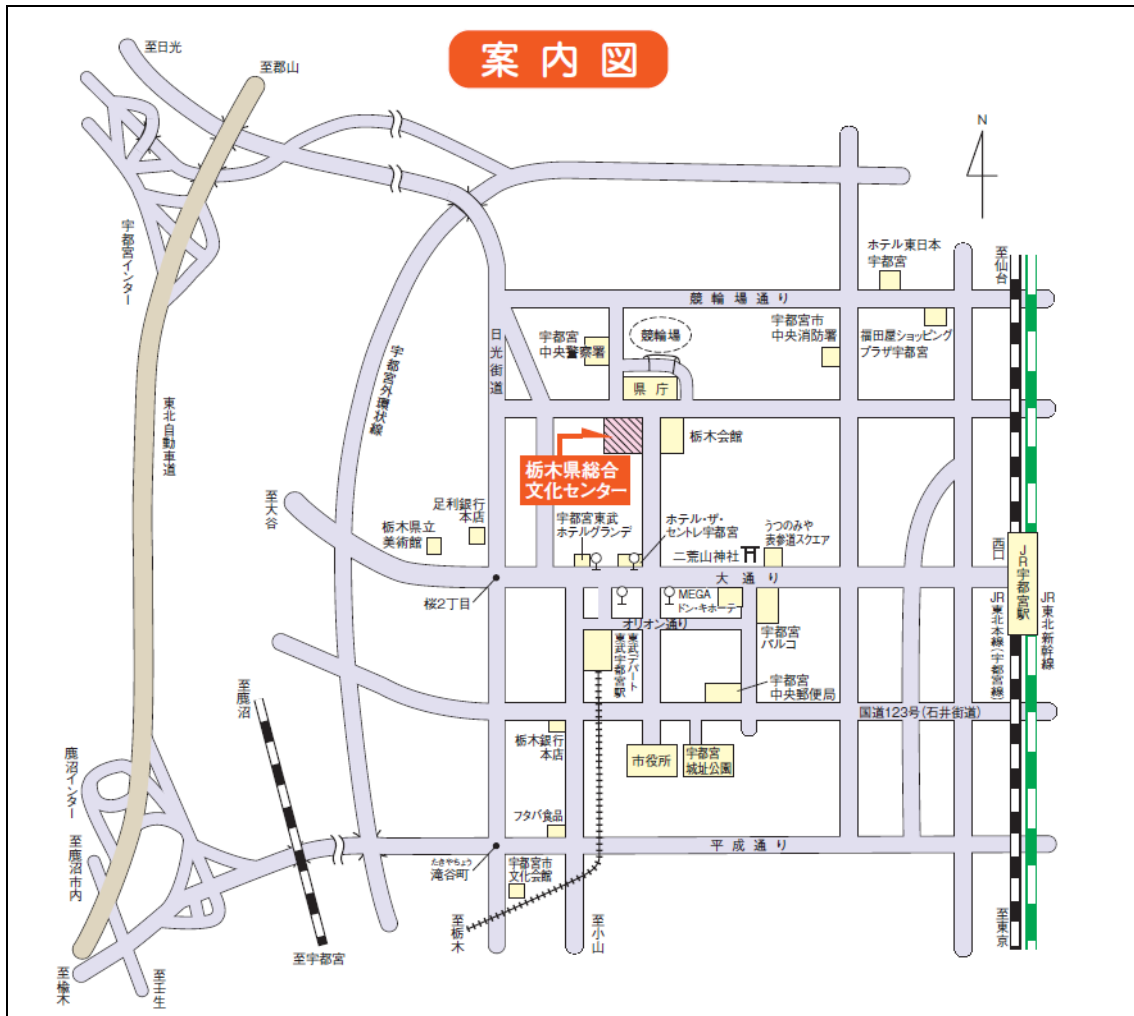 案内図
至日光
至郡山
N
宇都宮インター
ホテル東日本
宇都宮
至仙台
競輪場通り
日光街道
宇都宮
中央警察署
競輪場
宇都宮市
中央消防署
福田屋ショッピング
プラザ宇都宮
宇都宮外環状線
県庁
東北自動車道
栃木会館
栃木県総合
文化センター
至大谷
足利銀行
本店
栃木県立
美術館
宇都宮東武
ホテルグランデ
ホテル・ザ・
セントレ宇都宮
うつのみや
表参道スクエア
二荒山神社
西口
JR宇都宮駅
大通り
桜2丁目
MEGA
ドン・キホーテ
オリオン通り
宇都宮
パルコ
JR東北本線(宇都宮線)
JR東北新幹線
東武デパート
東武宇都宮駅
至鹿沼
宇都宮
中央郵便局
国道123号(石井街道)
栃木銀行
本店
市役所
宇都宮
城址公園
鹿沼インター
フタバ食品
平成通り
至鹿沼市内
たきやちょう
滝谷町
宇都宮市
文化会館
至栃木
至小山
至東京
至宇都宮
至楡木
至壬生